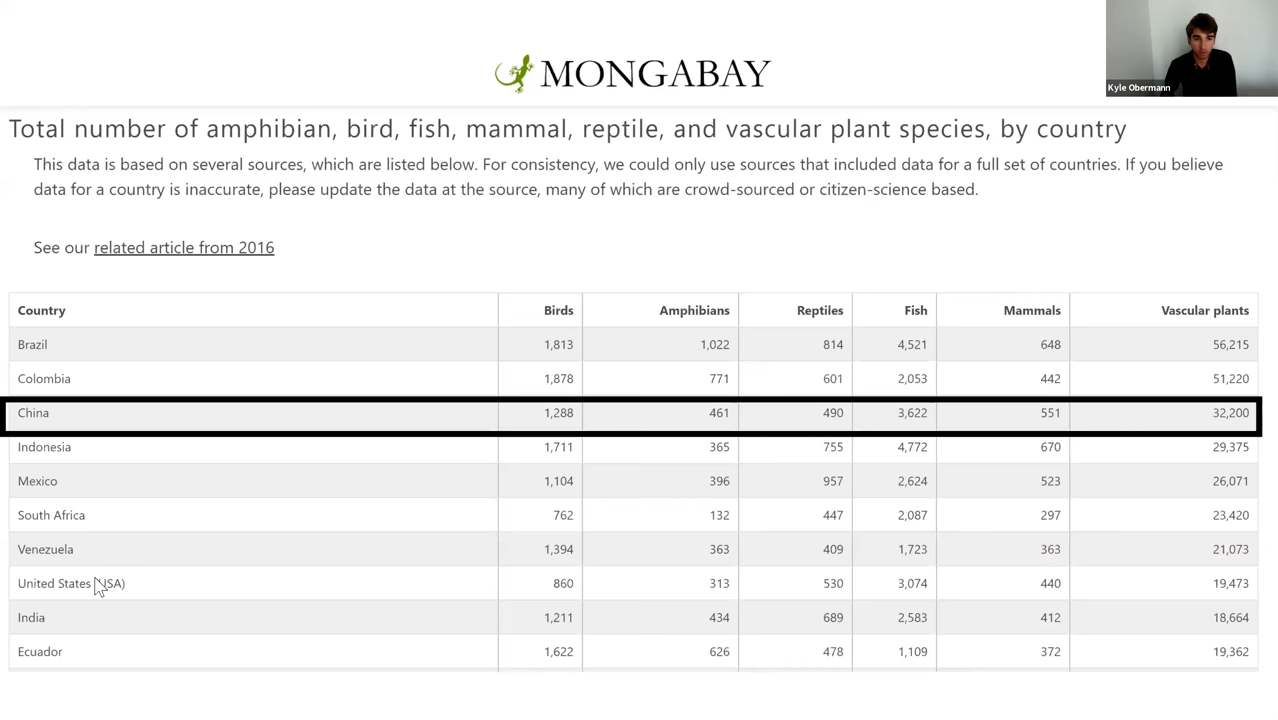 MONGABAY
Kyle Obermann
Total number of amphibian, bird, fish, mammal, reptile, and vascular plant species, by country
This data is based on several sources, which are listed below. For consistency, we could only use sources that included data for a full set of countries. If you believe
data for a country is inaccurate, please update the data at the source, many of which are crowd-sourced or citizen-science based.
See our related article from 2016
Country Birds Amphibians Reptiles Fish Mammals Vascular plants
Brazil 1,813 1,022 814 4,521 648 56,215
Colombia 1,878 771 601 2,053 442 51,220
China 1,288 461 490 3,622 551 32,200
Indonesia 1,711 365 755 4,772 670 29,375
Mexico 1,104 396 957 2,624 523 26,071
South Africa 762 132 447 2,087 297 23,420
Venezuela 1,394 363 409 1,723 363 21,073
United States (USA) 860 313 530 3,074 440 19,473
India 1,211 434 689 2,583 412 18,664
Ecuador 1,622 626 478 1,109 372 19,362